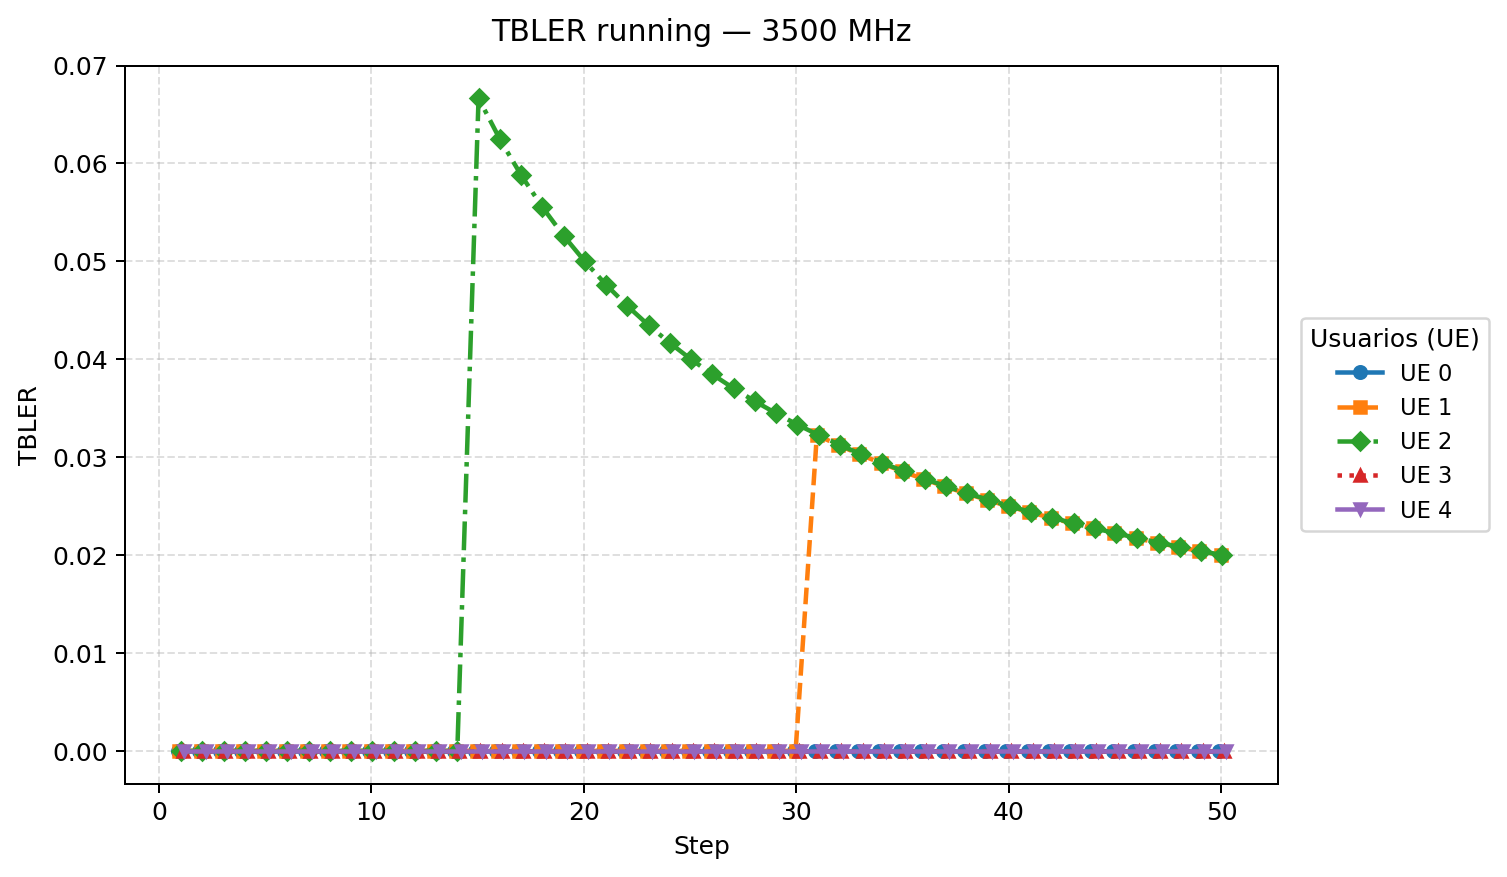 TBLER running — 3500 MHz
TBLER
0.07
0.06
0.05
0.04
0.03
0.02
0.01
0.00
0 10 20 30 40 50
Step
Usuarios (UE)
UE 0
UE 1
UE 2
UE 3
UE 4